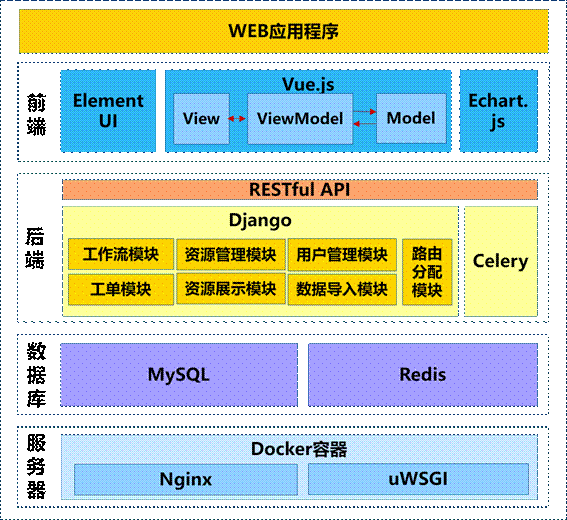 WEB应用程序
前
端
Element
UI
Vue.js
View
ViewModel
Model
Echart.
js
后
端
RESTful API
Django
工作流模块
资源管理模块
用户管理模块
工单模块
资源展示模块
数据导入模块
路由
分配
模块
Celery
数
据
库
MySQL
Redis
服
务
器
Docker容器
Nginx
uWSGI